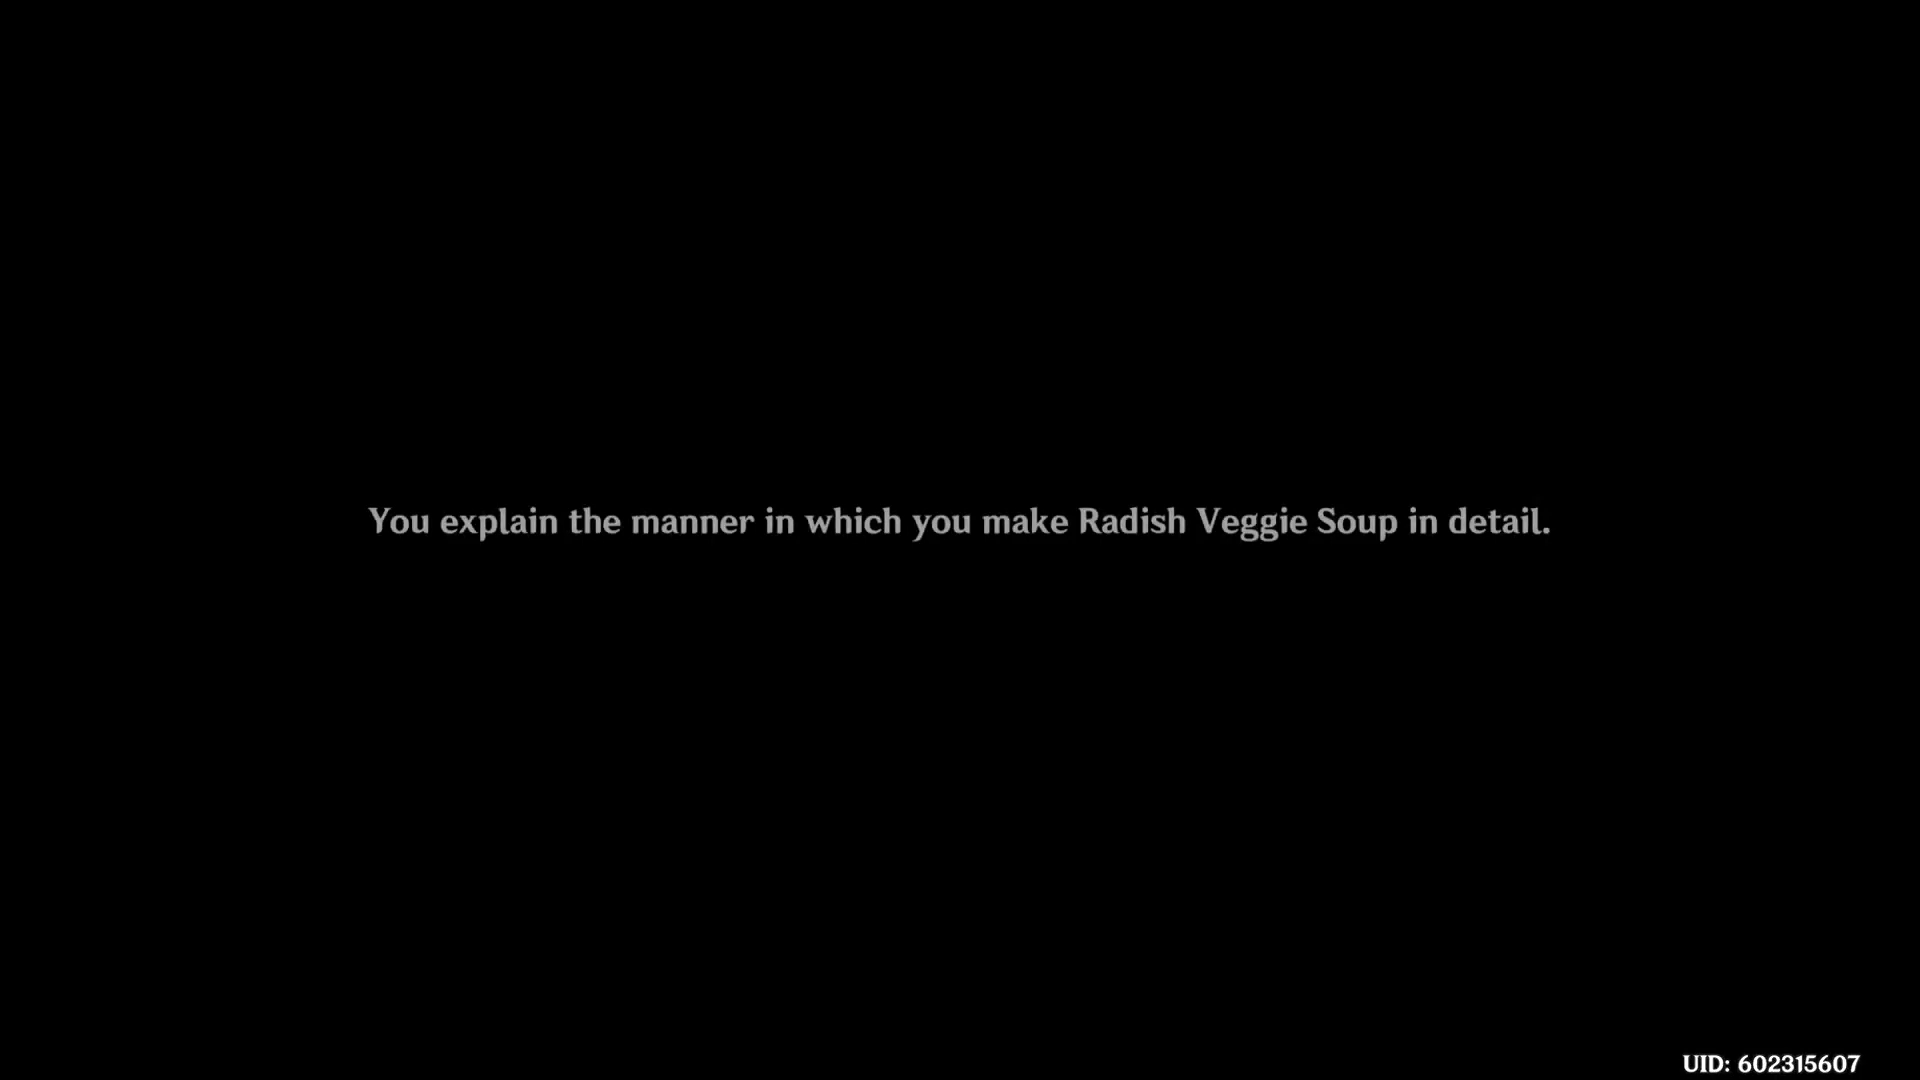 You explain the manner in which you make Radish Veggie Soup in detail.
UID: 602315607